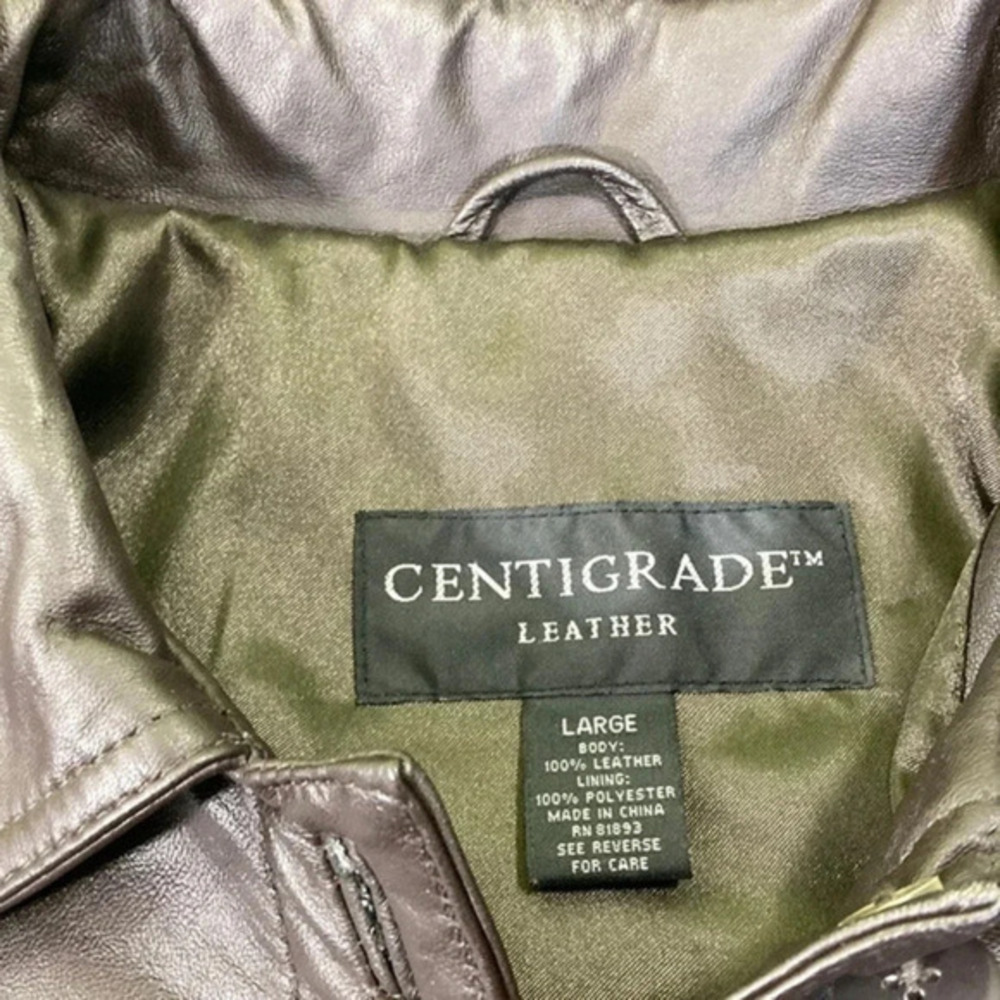 CENTIGRADE™
LEATHER
LARGE
BODY:
100% LEATHER
LINING:
100% POLYESTER
MADE IN CHINA
RN 81893
SEE REVERSE
FOR CARE